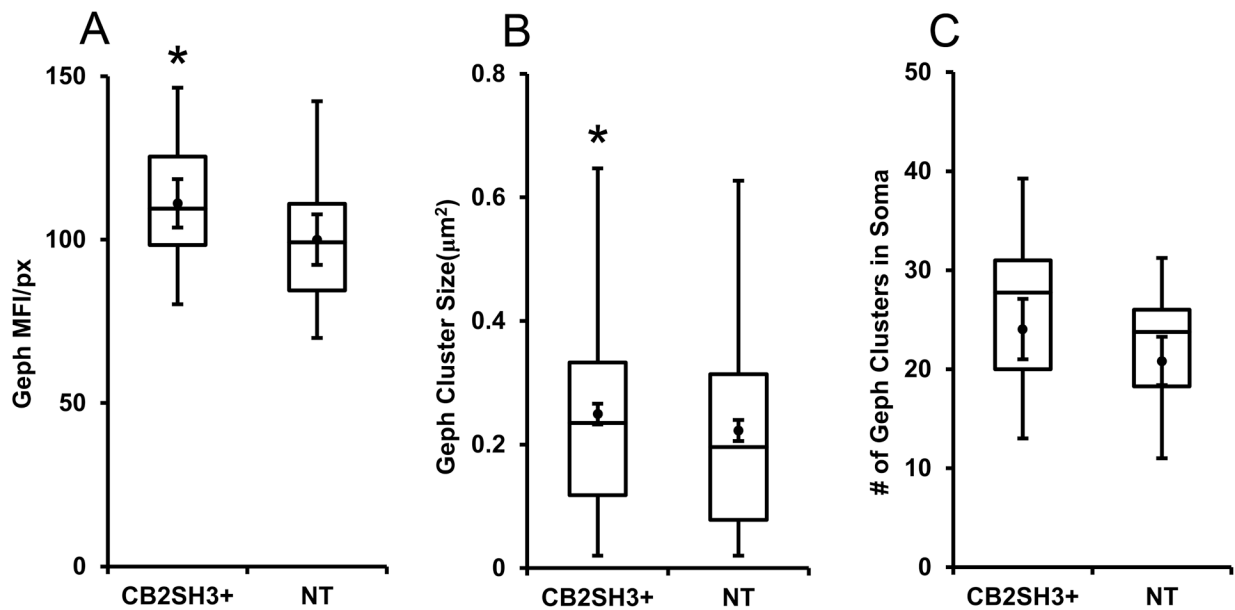 A
*
Geph MFI/px
150
100
50
0
CB2SH3+ NT
B
*
Geph Cluster Size(μm²)
0.8
0.6
0.4
0.2
0
CB2SH3+ NT
C
# of Geph Clusters in Soma
50
40
30
20
10
0
CB2SH3+ NT